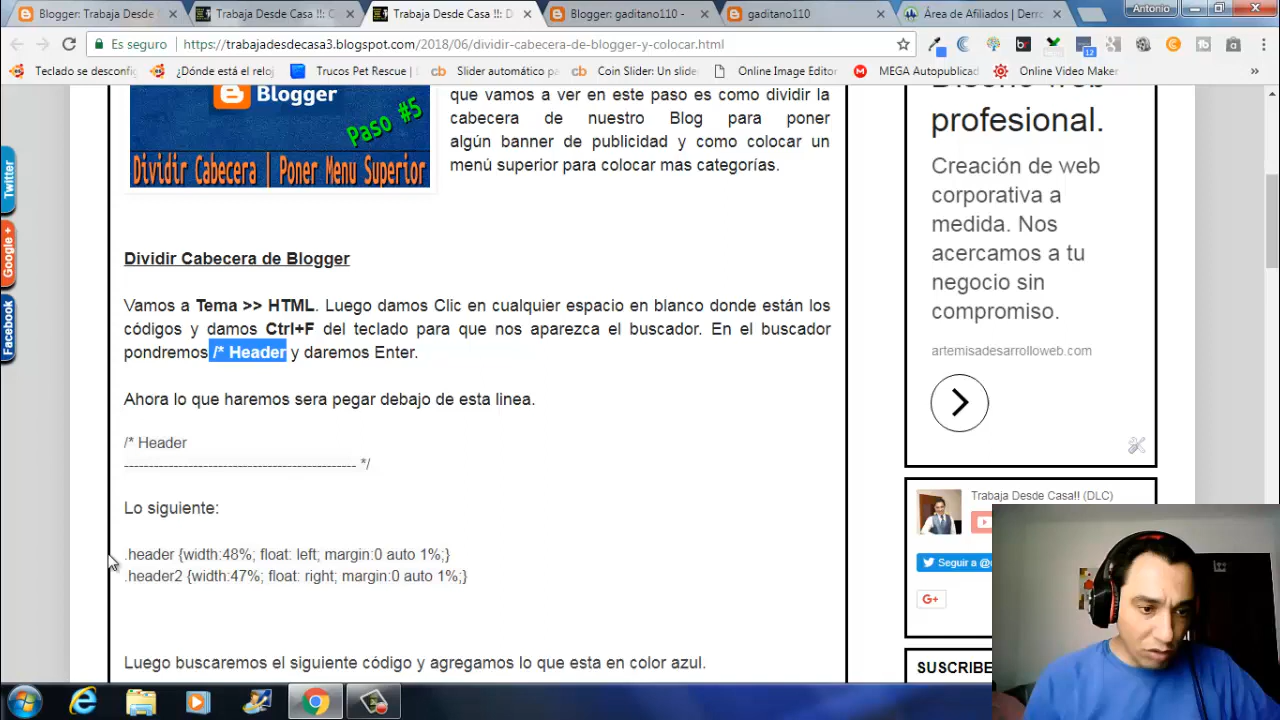 Antonio
Blogger: Trabaja Desde C
Trabaja Desde Casa !!: C
Trabaja Desde Casa !!: D
Blogger: gaditano110 -
gaditano110
Área de Afiliados | Derrc
Es seguro
https://trabajadesdecasa3.blogspot.com/2018/06/dividir-cabecera-de-blogger-y-colocar.html
12
Teclado se desconfig
¿Dónde está el reloj
Trucos Pet Rescue |
Slider automático pa
Coin Slider: Un slide
Online Image Editor
MEGA Autopublicad
Online Video Maker
»
Blogger
Paso #5
Dividir Cabecera | Poner Menu Superior
que vamos a ver en este paso es como dividir la
cabecera de nuestro Blog para poner
algún banner de publicidad y como colocar un
menú superior para colocar mas categorías.
profesional.
Creación de web
corporativa a
medida. Nos
acercamos a tu
negocio sin
compromiso.
artemisadesarrolloweb.com
Twitter
Google +
Facebook
Dividir Cabecera de Blogger
Vamos a Tema >> HTML. Luego damos Clic en cualquier espacio en blanco donde están los
códigos y damos Ctrl+F del teclado para que nos aparezca el buscador. En el buscador
pondremos /* Header y daremos Enter.
Ahora lo que haremos sera pegar debajo de esta linea.
/* Header
----------------------------------------------- */
Lo siguiente:
.header {width:48%; float: left; margin:0 auto 1%;}
.header2 {width:47%; float: right; margin:0 auto 1%;}
Luego buscaremos el siguiente código y agregamos lo que esta en color azul.
Trabaja Desde Casa!! (DLC)
Seguir a @
G+
SUSCRIBE